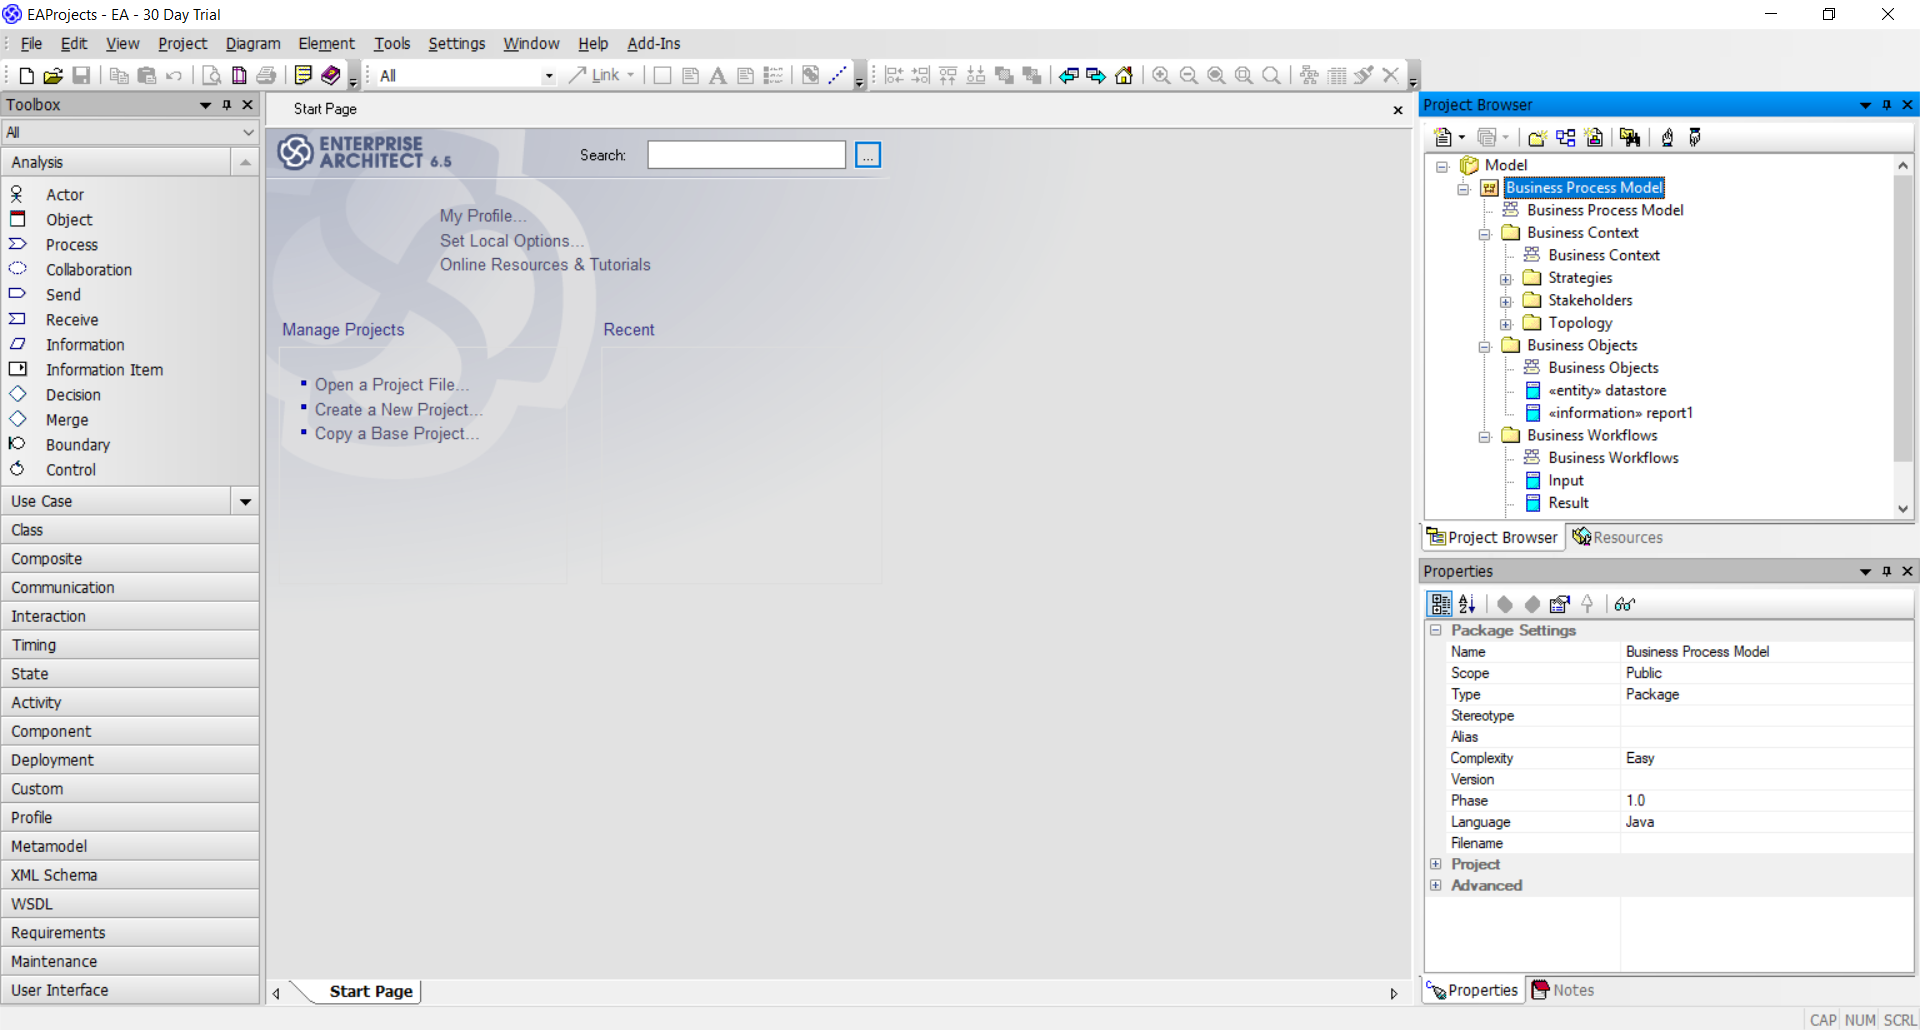 EAProjects - EA - 30 Day Trial
File Edit View Project Diagram Element Tools Settings Window Help Add-Ins
All Link
Toolbox
All
Analysis
Actor
Object
Process
Collaboration
Send
Receive
Information
Information Item
Decision
Merge
Boundary
Control
Use Case
Class
Composite
Communication
Interaction
Timing
State
Activity
Component
Deployment
Custom
Profile
Metamodel
XML Schema
WSDL
Requirements
Maintenance
User Interface
Start Page
ENTERPRISE
ARCHITECT 6.5
Search:
...
My Profile...
Set Local Options...
Online Resources & Tutorials
Manage Projects
Open a Project File...
Create a New Project...
Copy a Base Project...
Recent
Start Page
Project Browser
Model
Business Process Model
Business Process Model
Business Context
Business Context
Strategies
Stakeholders
Topology
Business Objects
Business Objects
«entity» datastore
«information» report1
Business Workflows
Business Workflows
Input
Result
Project Browser Resources
Properties
Package Settings
Name Business Process Model
Scope Public
Type Package
Stereotype
Alias
Complexity Easy
Version
Phase 1.0
Language Java
Filename
Project
Advanced
Properties Notes
CAP NUM SCRL